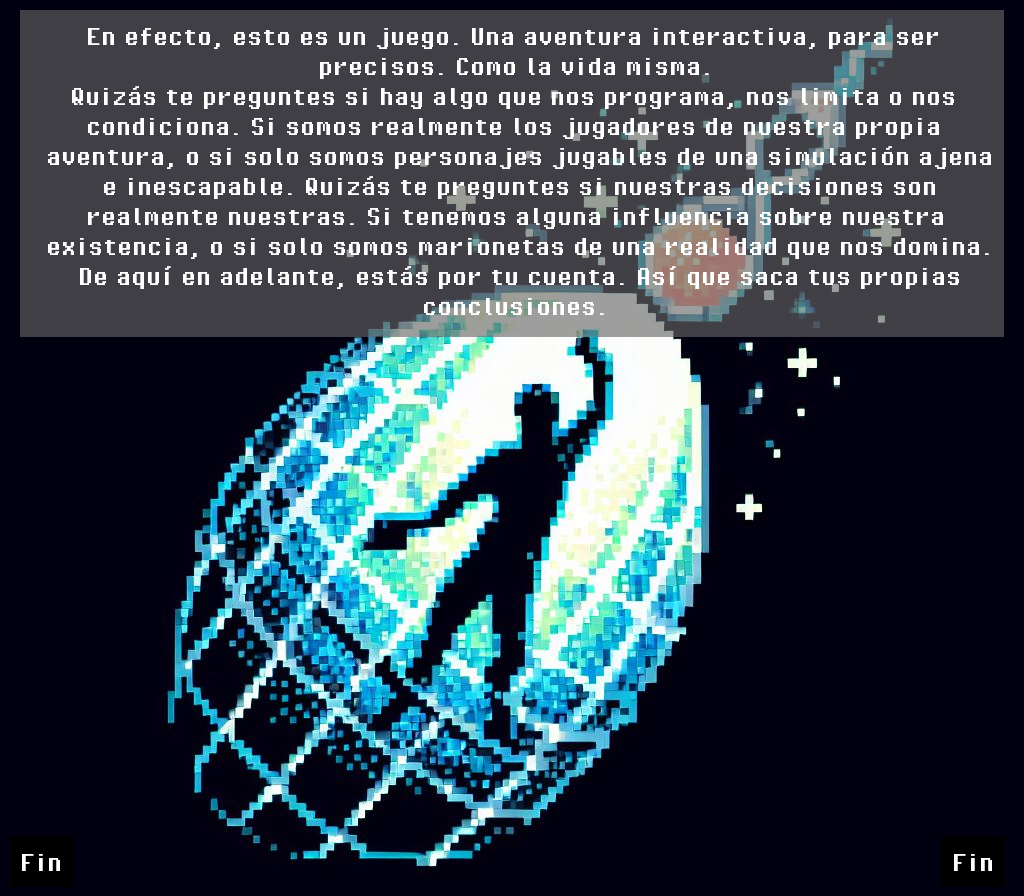 En efecto, esto es un juego. Una aventura interactiva, para ser
precisos. Como la vida misma.
Quizás te preguntes si hay algo que nos programa, nos limita o nos
condiciona. Si somos realmente los jugadores de nuestra propia
aventura, o si solo somos personajes jugables de una simulación ajena
e inescapable. Quizás te preguntes si nuestras decisiones son
realmente nuestras. Si tenemos alguna influencia sobre nuestra
existencia, o si solo somos marionetas de una realidad que nos domina.
De aquí en adelante, estás por tu cuenta. Así que saca tus propias
conclusiones.
Fin
Fin